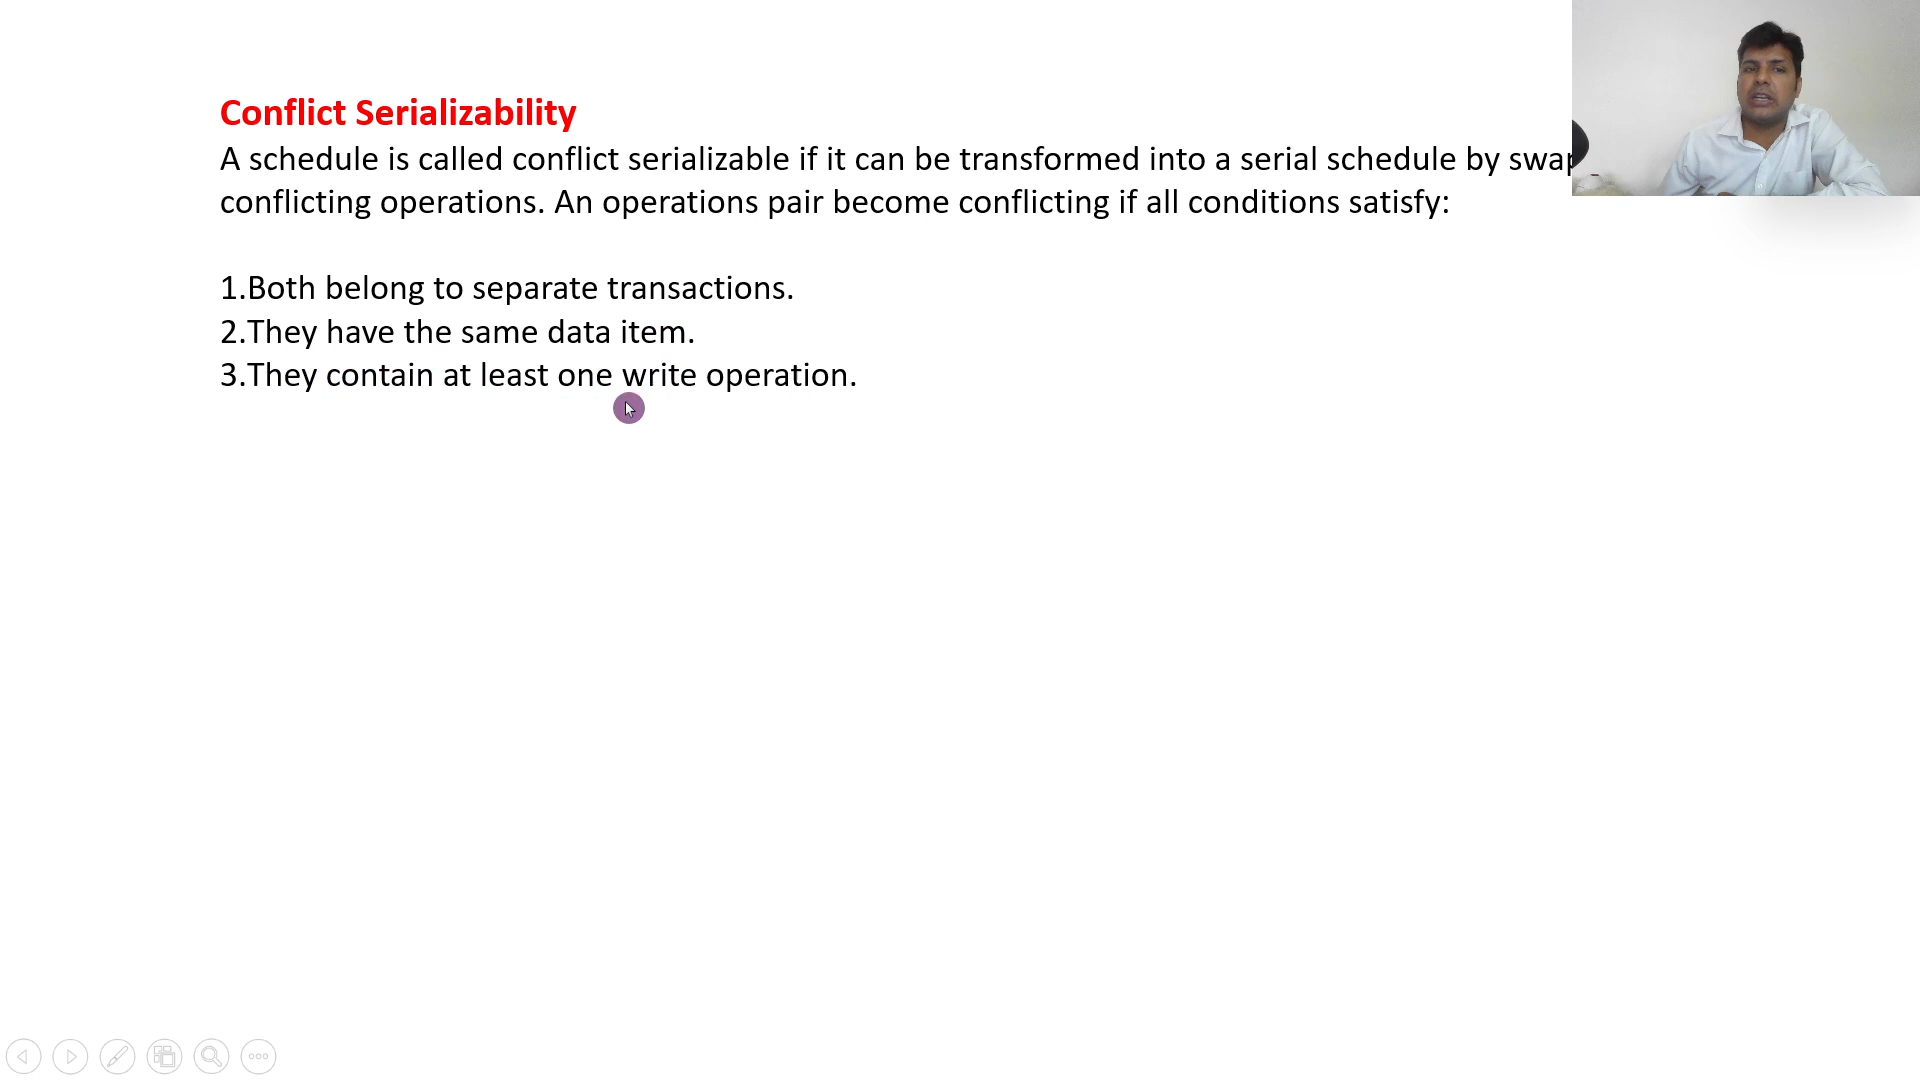 Conflict Serializability
A schedule is called conflict serializable if it can be transformed into a serial schedule by
conflicting operations. An operations pair become conflicting if all conditions satisfy:
1.Both belong to separate transactions.
2.They have the same data item.
3.They contain at least one write operation.